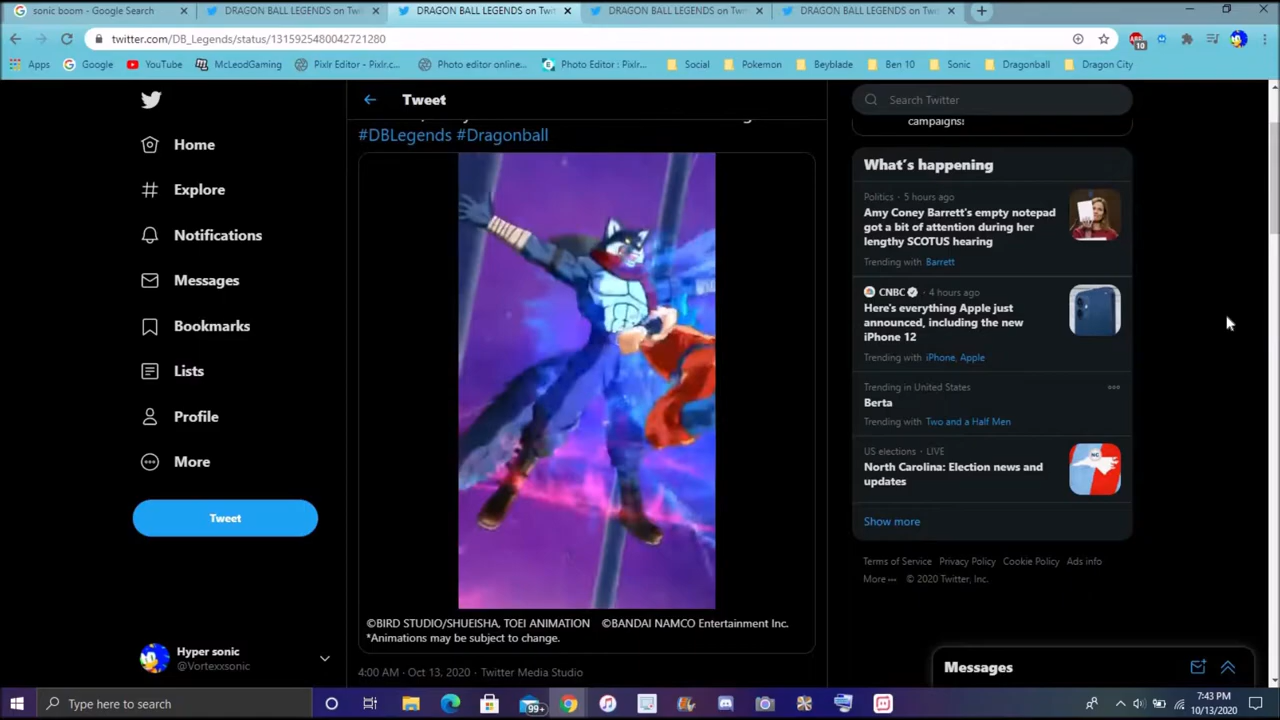 sonic boom - Google Search
DRAGON BALL LEGENDS on Twi
DRAGON BALL LEGENDS on Twi
DRAGON BALL LEGENDS on Twi
DRAGON BALL LEGENDS on Twi
twitter.com/DB_Legends/status/1315925480042721280
10
Apps
Google
YouTube
McLeodGaming
Pixlr Editor - Pixlr.c...
Photo editor online...
Photo Editor : Pixlr...
Social
Pokemon
Beyblade
Ben 10
Sonic
Dragonball
Dragon City
Home
Explore
Notifications
Messages
Bookmarks
Lists
Profile
More
Tweet
Hyper sonic
@Vortexxsonic
Tweet
#DBLegends #Dragonball
©BIRD STUDIO/SHUEISHA, TOEI ANIMATION ©BANDAI NAMCO Entertainment Inc.
*Animations may be subject to change.
4:00 AM · Oct 13, 2020 · Twitter Media Studio
Search Twitter
campaigns!
What's happening
Politics · 5 hours ago
Amy Coney Barrett's empty notepad
got a bit of attention during her
lengthy SCOTUS hearing
Trending with Barrett
CNBC · 4 hours ago
Here's everything Apple just
announced, including the new
iPhone 12
Trending with iPhone, Apple
Trending in United States
Berta
Trending with Two and a Half Men
US elections · LIVE
North Carolina: Election news and
updates
NC
Show more
Terms of Service Privacy Policy Cookie Policy Ads info
More ··· © 2020 Twitter, Inc.
Messages
Type here to search
99+
7:43 PM
10/13/2020